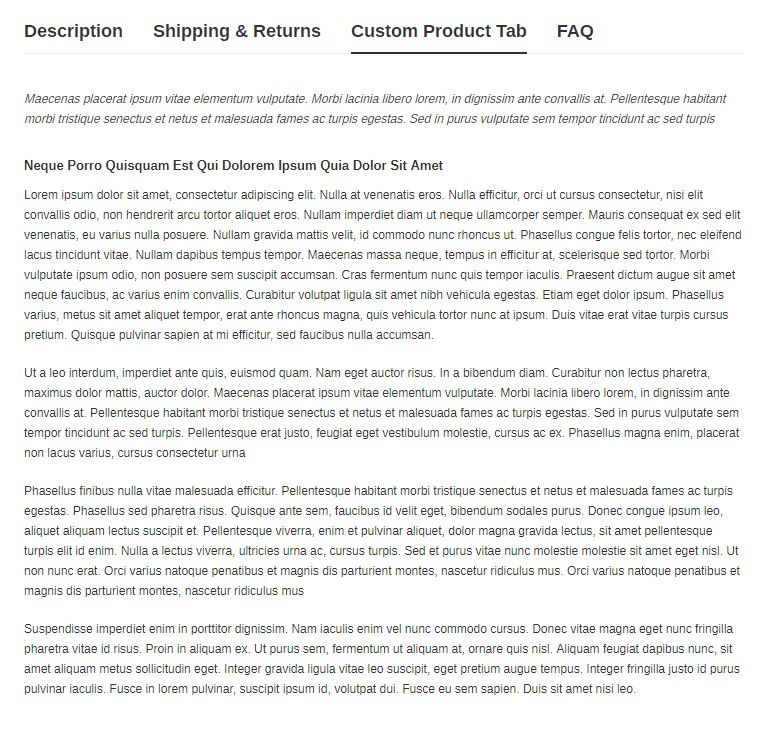 Description Shipping & Returns Custom Product Tab FAQ
Maecenas placerat ipsum vitae elementum vulputate. Morbi lacinia libero lorem, in dignissim ante convallis at. Pellentesque habitant
morbi tristique senectus et netus et malesuada fames ac turpis egestas. Sed in purus vulputate sem tempor tincidunt ac sed turpis
Neque Porro Quisquam Est Qui Dolorem Ipsum Quia Dolor Sit Amet
Lorem ipsum dolor sit amet, consectetur adipiscing elit. Nulla at venenatis eros. Nulla efficitur, orci ut cursus consectetur, nisi elit
convallis odio, non hendrerit arcu tortor aliquet eros. Nullam imperdiet diam ut neque ullamcorper semper. Mauris consequat ex sed elit
venenatis, eu varius nulla posuere. Nullam gravida mattis velit, id commodo nunc rhoncus ut. Phasellus congue felis tortor, nec eleifend
lacus tincidunt vitae. Nullam dapibus tempus tempor. Maecenas massa neque, tempus in efficitur at, scelerisque sed tortor. Morbi
vulputate ipsum odio, non posuere sem suscipit accumsan. Cras fermentum nunc quis tempor iaculis. Praesent dictum augue sit amet
neque faucibus, ac varius enim convallis. Curabitur volutpat ligula sit amet nibh vehicula egestas. Etiam eget dolor ipsum. Phasellus
varius, metus sit amet aliquet tempor, erat ante rhoncus magna, quis vehicula tortor nunc at ipsum. Duis vitae erat vitae turpis cursus
pretium. Quisque pulvinar sapien at mi efficitur, sed faucibus nulla accumsan.
Ut a leo interdum, imperdiet ante quis, euismod quam. Nam eget auctor risus. In a bibendum diam. Curabitur non lectus pharetra,
maximus dolor mattis, auctor dolor. Maecenas placerat ipsum vitae elementum vulputate. Morbi lacinia libero lorem, in dignissim ante
convallis at. Pellentesque habitant morbi tristique senectus et netus et malesuada fames ac turpis egestas. Sed in purus vulputate sem
tempor tincidunt ac sed turpis. Pellentesque erat justo, feugiat eget vestibulum molestie, cursus ac ex. Phasellus magna enim, placerat
non lacus varius, cursus consectetur urna
Phasellus finibus nulla vitae malesuada efficitur. Pellentesque habitant morbi tristique senectus et netus et malesuada fames ac turpis
egestas. Phasellus sed pharetra risus. Quisque ante sem, faucibus id velit eget, bibendum sodales purus. Donec congue ipsum leo,
aliquet aliquam lectus suscipit et. Pellentesque viverra, enim et pulvinar aliquet, dolor magna gravida lectus, sit amet pellentesque
turpis elit id enim. Nulla a lectus viverra, ultricies urna ac, cursus turpis. Sed et purus vitae nunc molestie molestie sit amet eget nisl. Ut
non nunc erat. Orci varius natoque penatibus et magnis dis parturient montes, nascetur ridiculus mus. Orci varius natoque penatibus et
magnis dis parturient montes, nascetur ridiculus mus
Suspendisse imperdiet enim in porttitor dignissim. Nam iaculis enim vel nunc commodo cursus. Donec vitae magna eget nunc fringilla
pharetra vitae id risus. Proin in aliquam ex. Ut purus sem, fermentum ut aliquam at, ornare quis nisl. Aliquam feugiat dapibus nunc, sit
amet aliquam metus sollicitudin eget. Integer gravida ligula vitae leo suscipit, eget pretium augue tempus. Integer fringilla justo id purus
pulvinar iaculis. Fusce in lorem pulvinar, suscipit ipsum id, volutpat dui. Fusce eu sem sapien. Duis sit amet nisi leo.